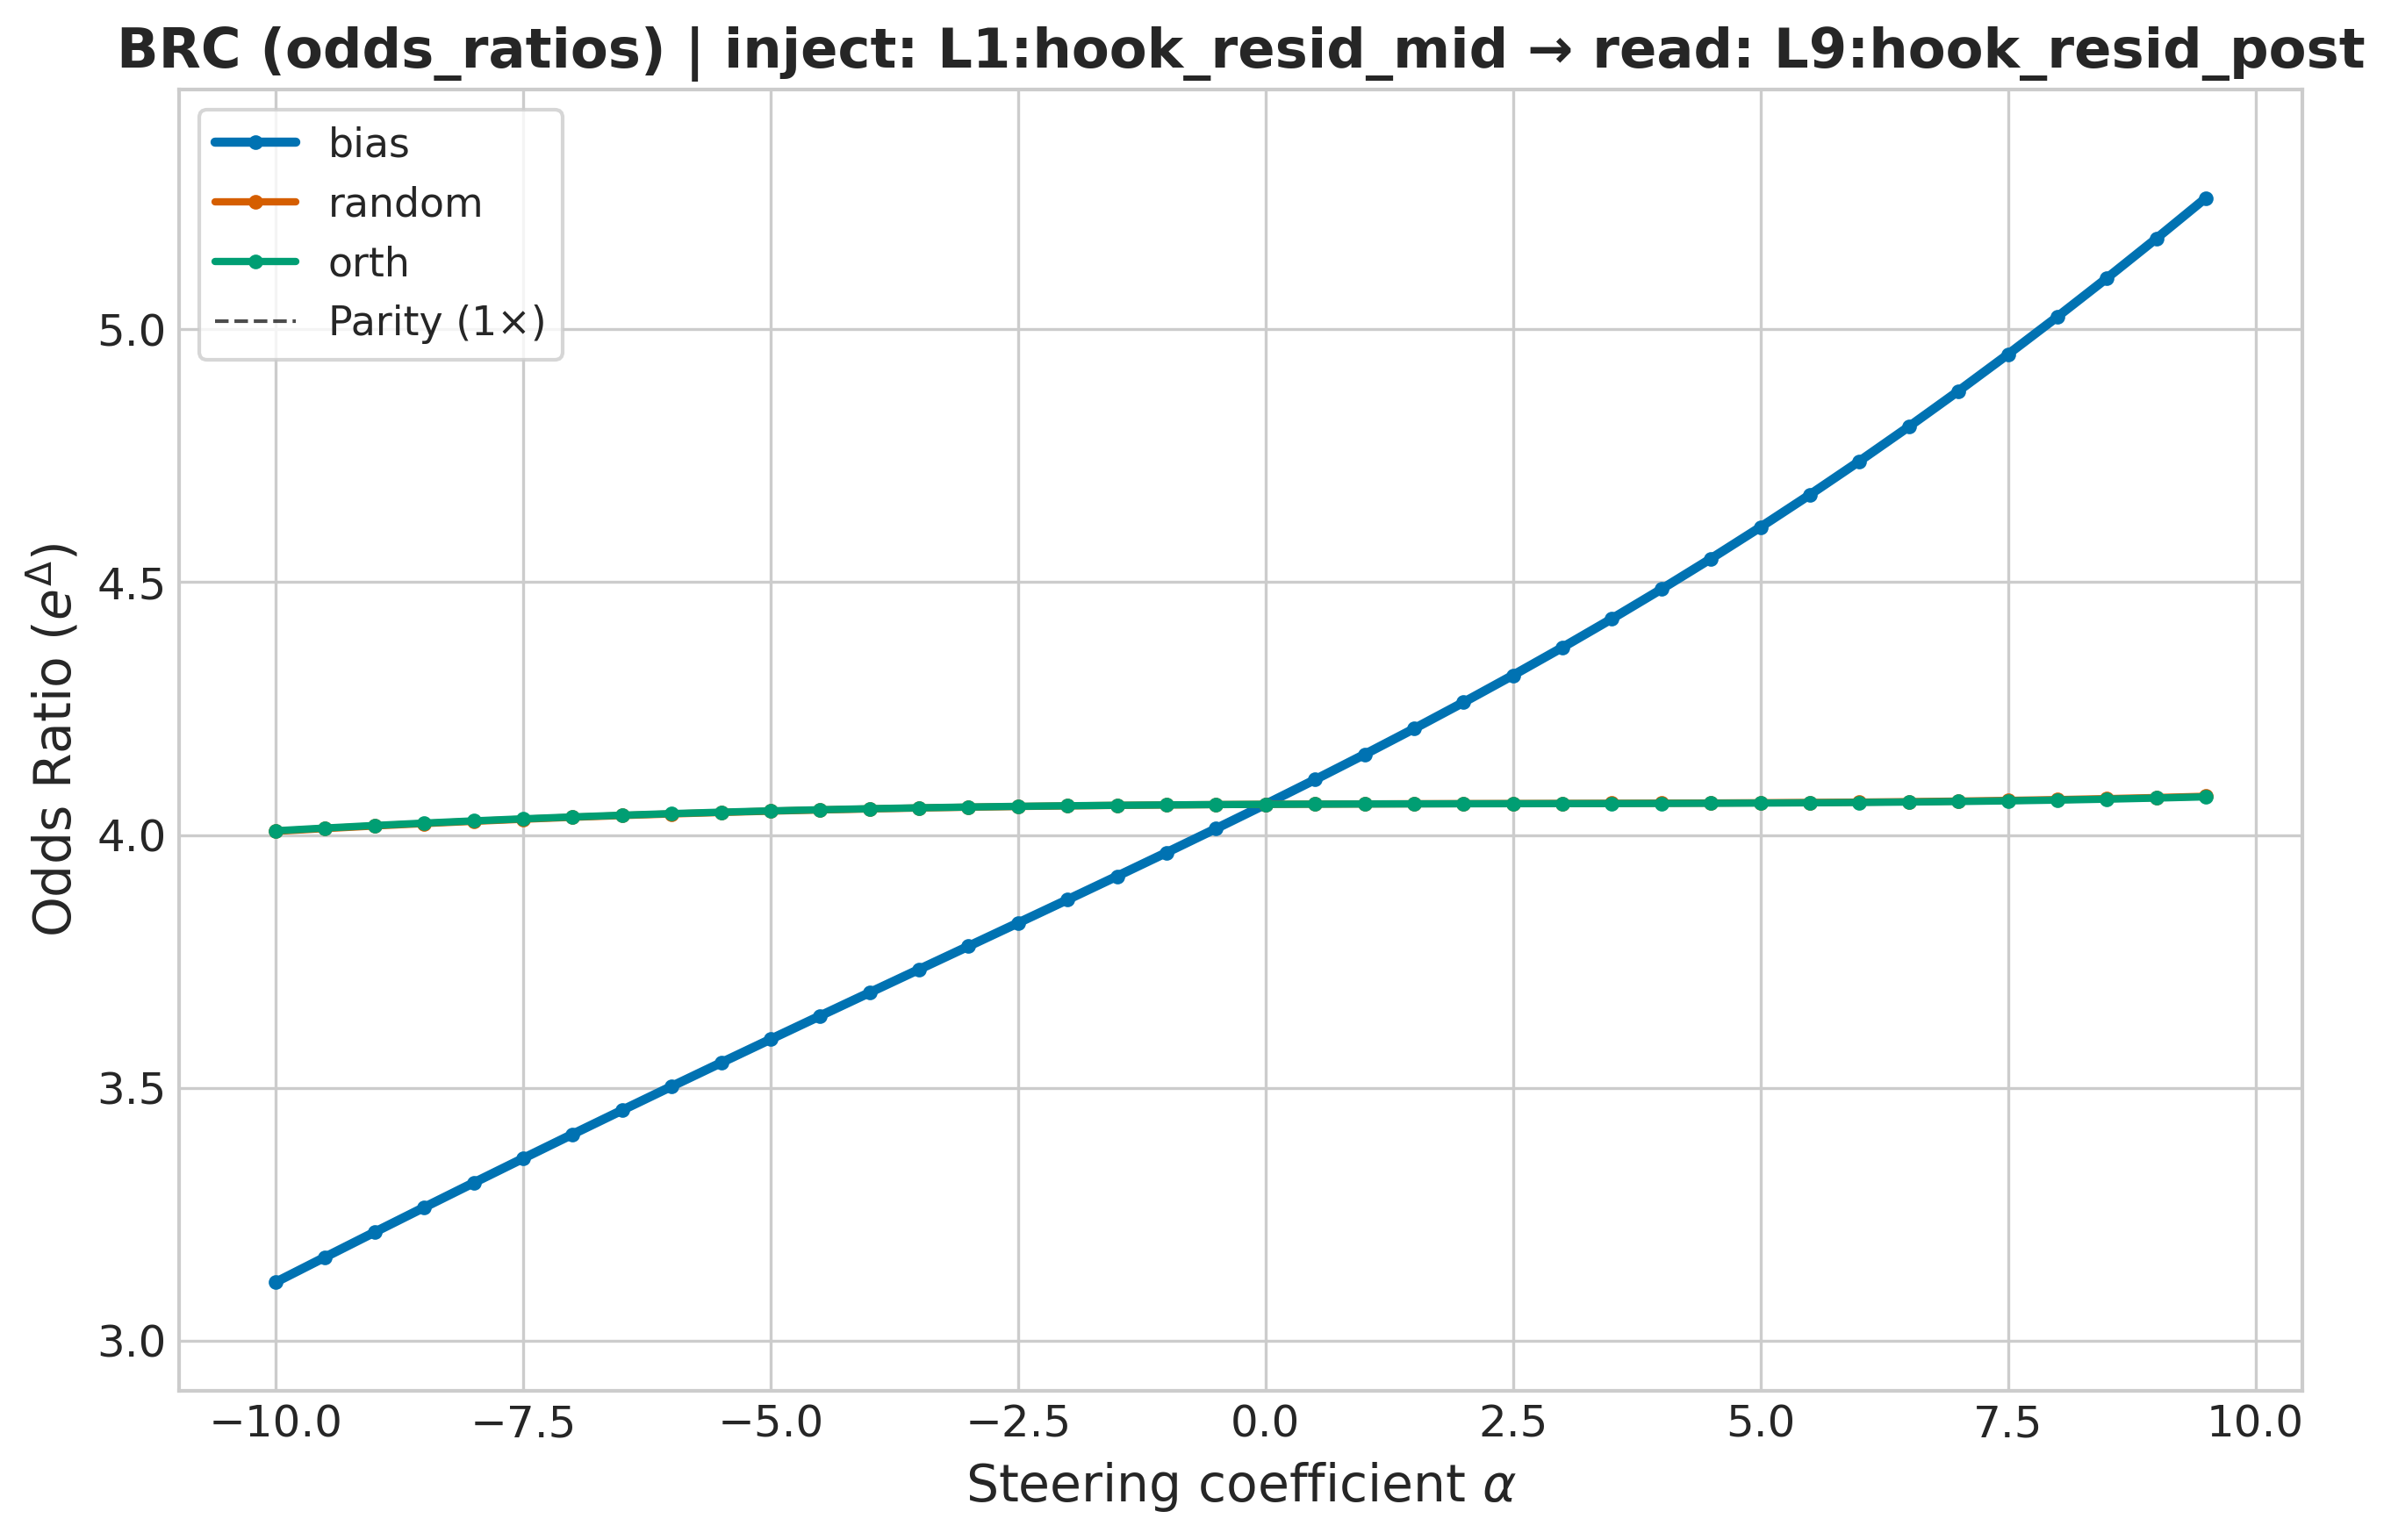 BRC (odds_ratios) | inject: L1:hook_resid_mid → read: L9:hook_resid_post
bias
random
orth
Parity (1×)
Odds Ratio (e^Δ)
5.0
4.5
4.0
3.5
3.0
−10.0 −7.5 −5.0 −2.5 0.0 2.5 5.0 7.5 10.0
Steering coefficient α